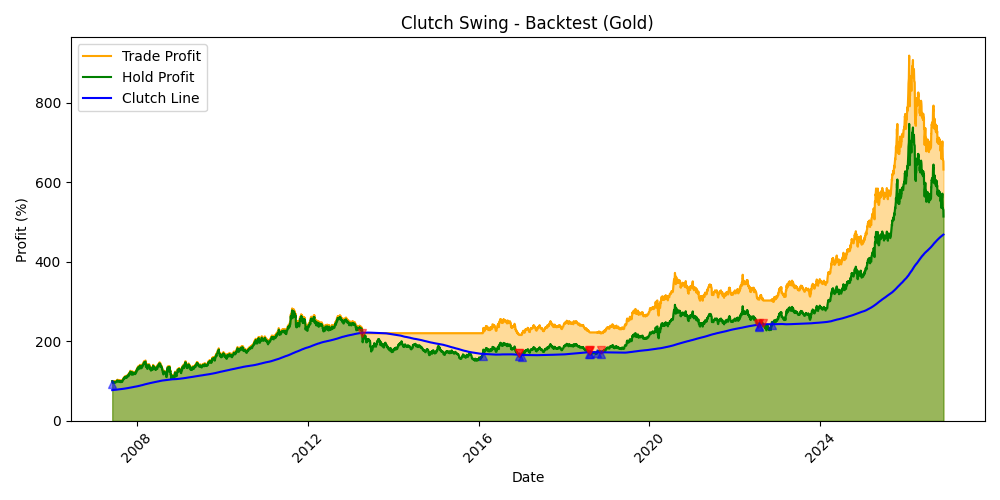 Clutch Swing - Backtest (Gold)
Trade Profit
Hold Profit
Clutch Line
Profit (%)
800
600
400
200
0
2008
2012
2016
2020
2024
Date